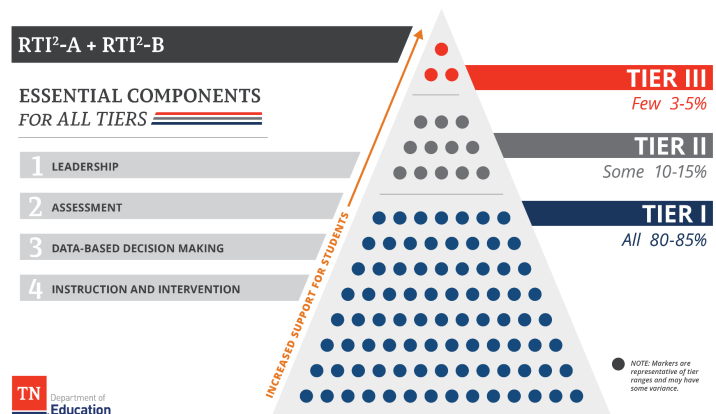 RTI²-A + RTI²-B
ESSENTIAL COMPONENTS
FOR ALL TIERS
1 LEADERSHIP
2 ASSESSMENT
3 DATA-BASED DECISION MAKING
4 INSTRUCTION AND INTERVENTION
INCREASED SUPPORT FOR STUDENTS
TIER III
Few 3-5%
TIER II
Some 10-15%
TIER I
All 80-85%
NOTE: Markers are
representative of tier
ranges and may have
some variance.
TN
Department of
Education